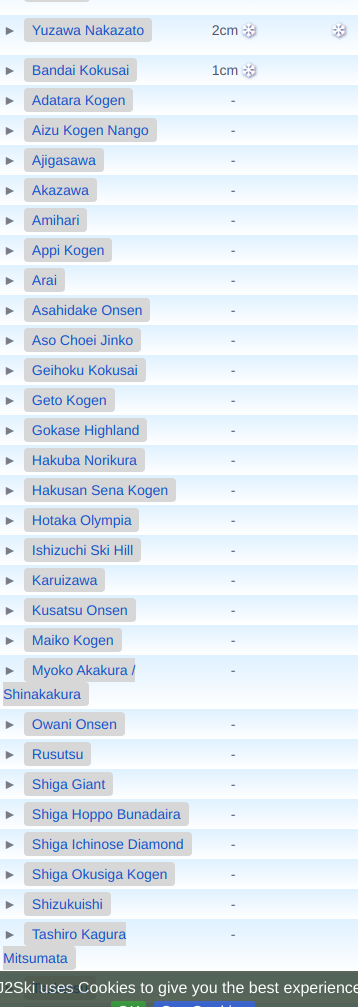 ▶ Yuzawa Nakazato 2cm
▶ Bandai Kokusai 1cm
▶ Adatara Kogen -
▶ Aizu Kogen Nango -
▶ Ajigasawa -
▶ Akazawa -
▶ Amihari -
▶ Appi Kogen -
▶ Arai -
▶ Asahidake Onsen -
▶ Aso Choei Jinko -
▶ Geihoku Kokusai -
▶ Geto Kogen -
▶ Gokase Highland -
▶ Hakuba Norikura -
▶ Hakusan Sena Kogen -
▶ Hotaka Olympia -
▶ Ishizuchi Ski Hill -
▶ Karuizawa -
▶ Kusatsu Onsen -
▶ Maiko Kogen -
▶ Myoko Akakura / -
Shinakakura
▶ Owani Onsen -
▶ Rusutsu -
▶ Shiga Giant -
▶ Shiga Hoppo Bunadaira -
▶ Shiga Ichinose Diamond -
▶ Shiga Okusiga Kogen -
▶ Shizukuishi -
▶ Tashiro Kagura -
Mitsumata
J2Ski uses Cookies to give you the best experience